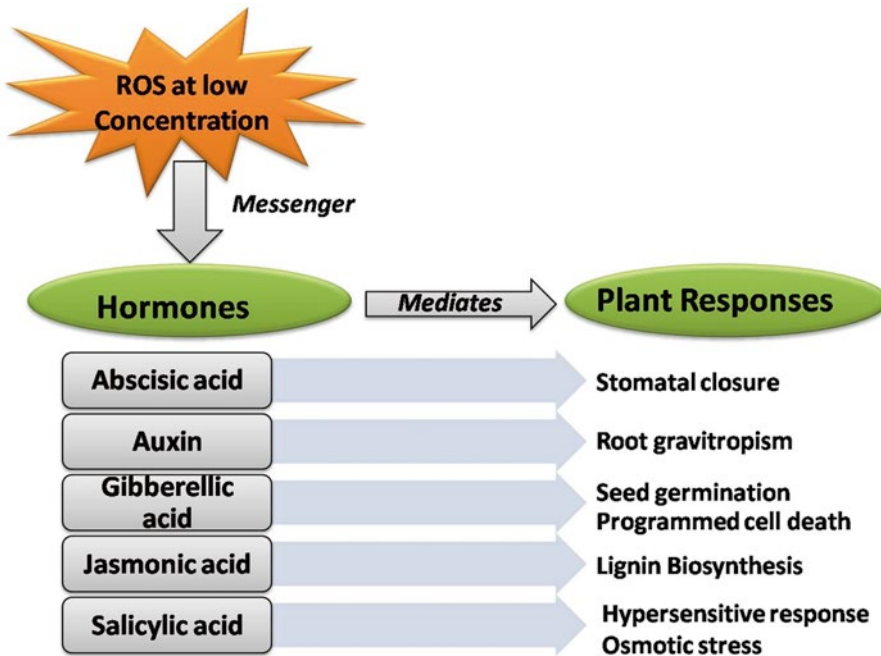 ROS at low
Concentration
Messenger
Hormones
Mediates
Plant Responses
Abscisic acid
Stomatal closure
Auxin
Root gravitropism
Gibberellic
acid
Seed germination
Programmed cell death
Jasmonic acid
Lignin Biosynthesis
Salicylic acid
Hypersensitive response
Osmotic stress